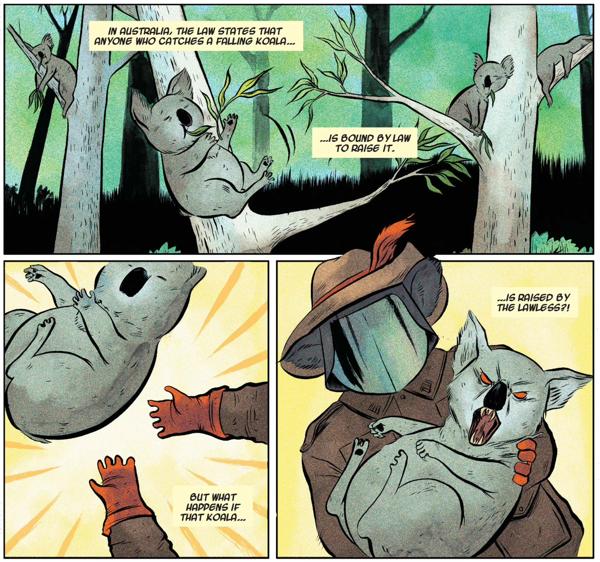 IN AUSTRALIA, THE LAW STATES THAT
ANYONE WHO CATCHES A FALLING KOALA...
...IS BOUND BY LAW
TO RAISE IT.
BUT WHAT
HAPPENS IF
THAT KOALA...
...IS RAISED BY
THE LAWLESS?!